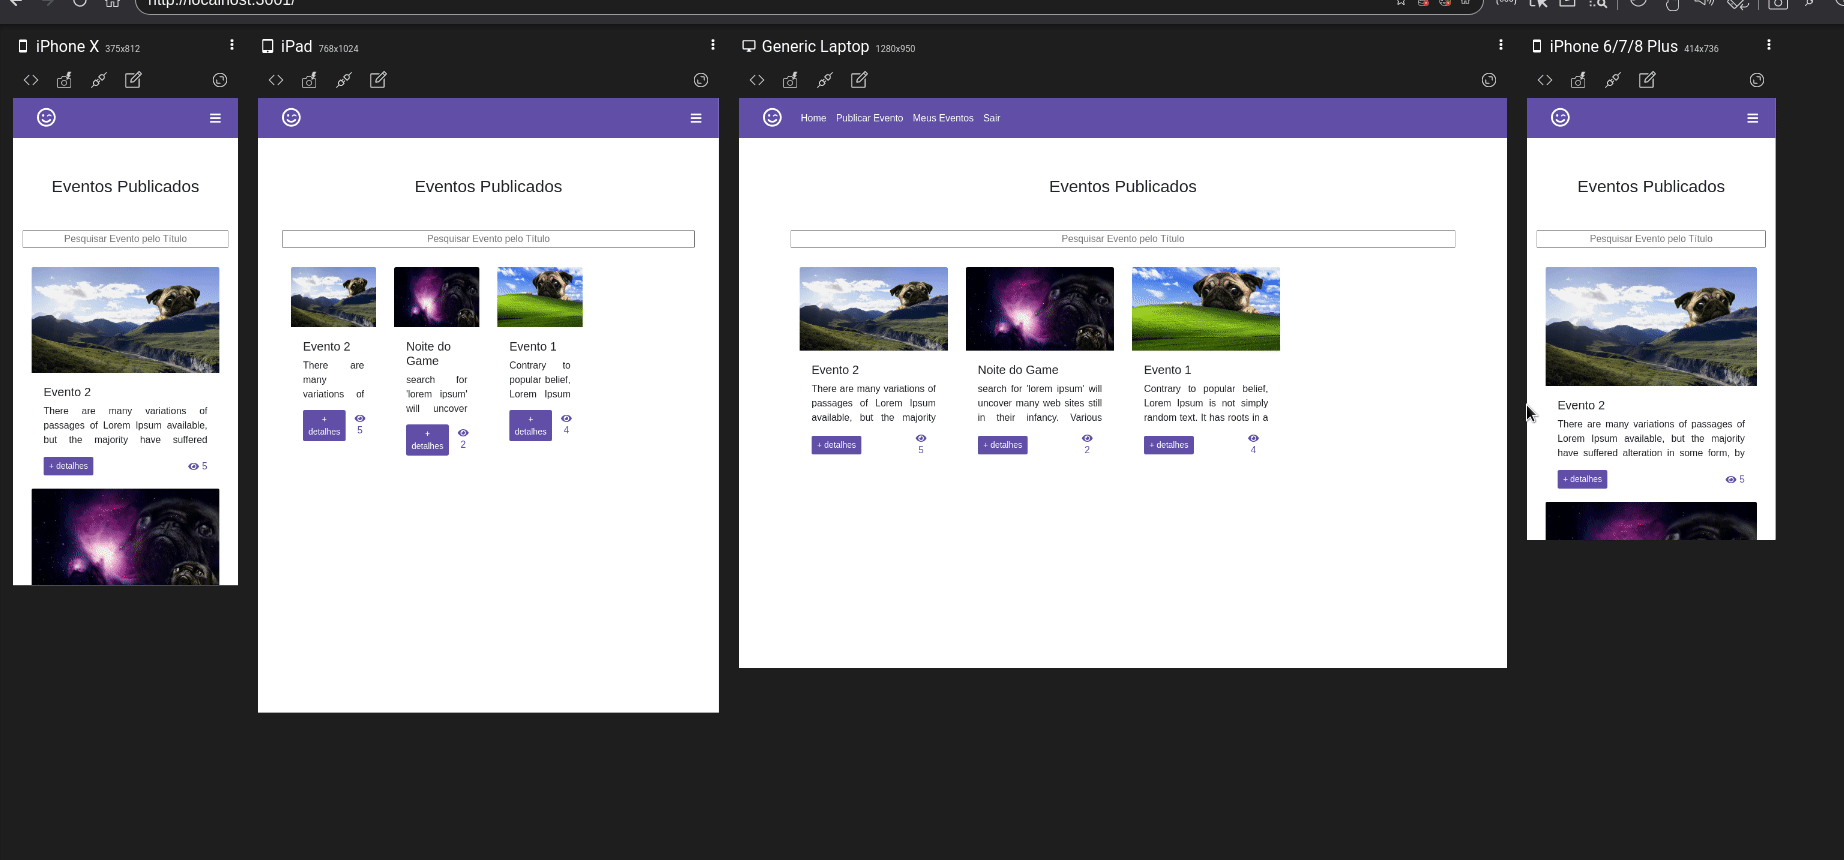 http://localhost:3001/
iPhone X 375x812
Eventos Publicados
Pesquisar Evento pelo Título
Evento 2
There are many variations of
passages of Lorem Ipsum available,
but the majority have suffered
+ detalhes
5
iPad 768x1024
Eventos Publicados
Pesquisar Evento pelo Título
Evento 2
There are
many
variations of
+
detalhes
5
Noite do
Game
search for
'lorem ipsum'
will uncover
+
detalhes
2
Evento 1
Contrary to
popular belief,
Lorem Ipsum
+
detalhes
4
Generic Laptop 1280x950
Home Publicar Evento Meus Eventos Sair
Eventos Publicados
Pesquisar Evento pelo Título
Evento 2
There are many variations of
passages of Lorem Ipsum
available, but the majority
+ detalhes
5
Noite do Game
search for 'lorem ipsum' will
uncover many web sites still
in their infancy. Various
+ detalhes
2
Evento 1
Contrary to popular belief,
Lorem Ipsum is not simply
random text. It has roots in a
+ detalhes
4
iPhone 6/7/8 Plus 414x736
Eventos Publicados
Pesquisar Evento pelo Título
Evento 2
There are many variations of passages of
Lorem Ipsum available, but the majority
have suffered alteration in some form, by
+ detalhes
5